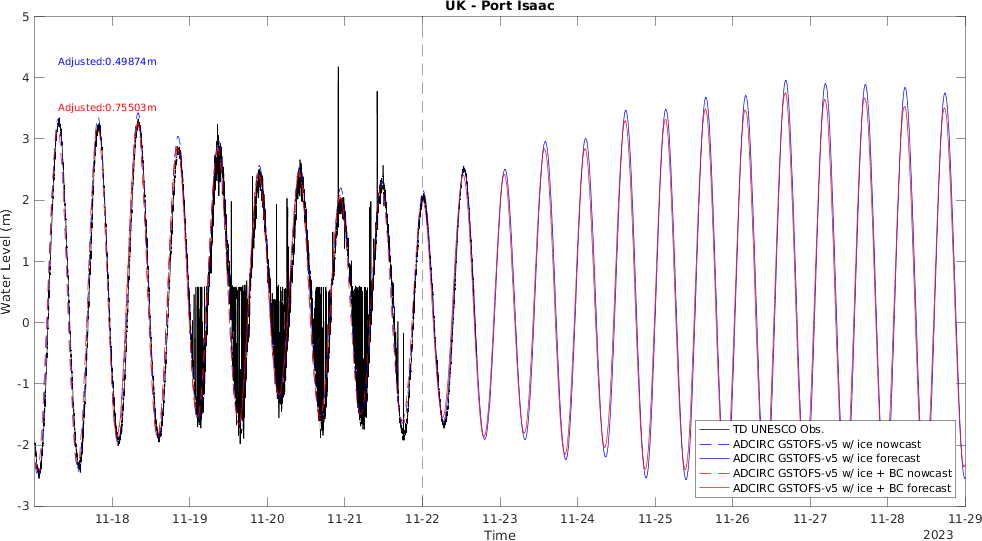 UK - Port Isaac
5
Adjusted:0.49874m
4
Adjusted:0.75503m
3
2
1
0
-1
-2
-3
Water Level (m)
TD UNESCO Obs.
ADCIRC GSTOFS-v5 w/ ice nowcast
ADCIRC GSTOFS-v5 w/ ice forecast
ADCIRC GSTOFS-v5 w/ ice + BC nowcast
ADCIRC GSTOFS-v5 w/ ice + BC forecast
11-18 11-19 11-20 11-21 11-22 11-23 11-24 11-25 11-26 11-27 11-28 11-29
Time
2023